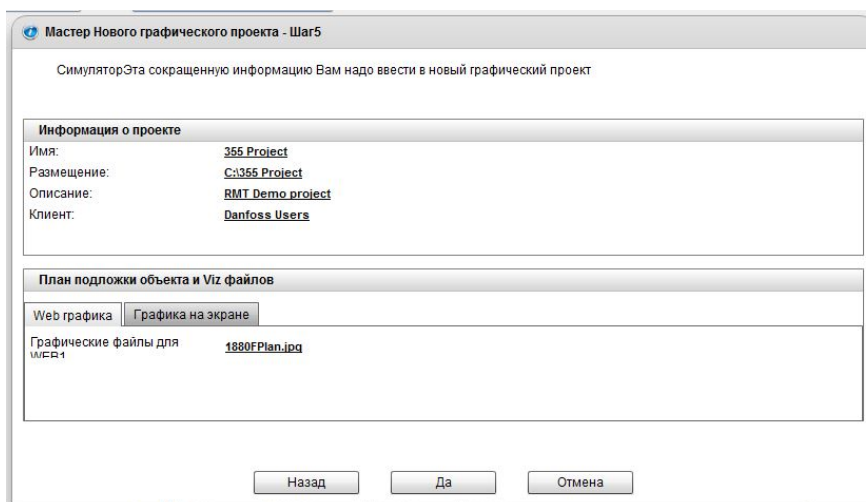 Мастер Нового графического проекта - Шаг5
СимуляторЭта сокращенную информацию Вам надо ввести в новый графический проект
Информация о проекте
Имя: 355 Project
Размещение: C:\355 Project
Описание: RMT Demo project
Клиент: Danfoss Users
План подложки объекта и Viz файлов
Web графика Графика на экране
Графические файлы для 1880FPlan.jpg
WEB1
Назад Да Отмена